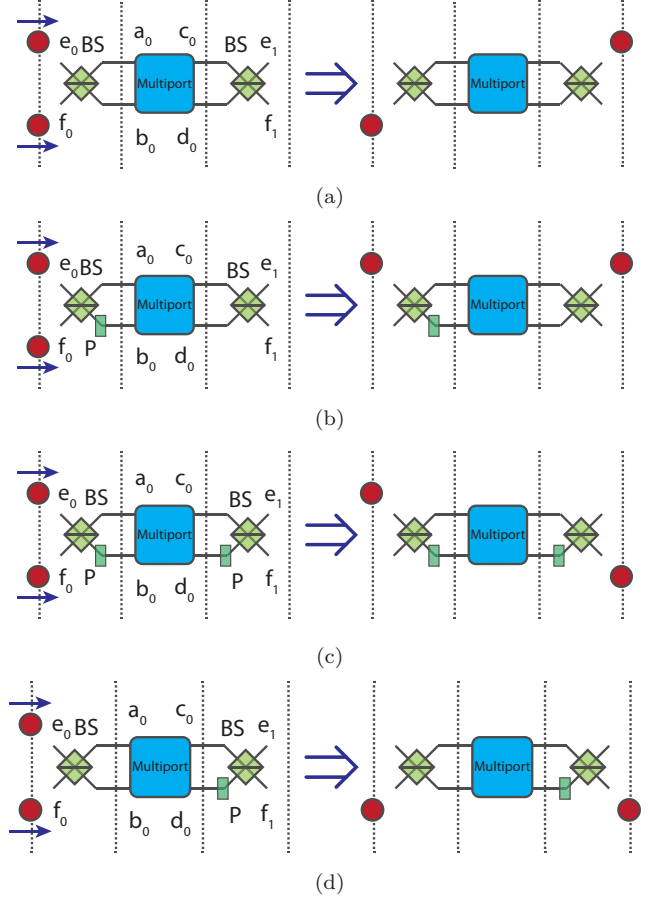 e0 BS a0 c0 BS e1
Multiport Multiport
f0 b0 d0 f1
(a)
e0 BS a0 c0 BS e1
Multiport Multiport
f0 P b0 d0 f1
(b)
e0 BS a0 c0 BS e1
Multiport Multiport
f0 P b0 d0 P f1
(c)
e0 BS a0 c0 BS e1
Multiport Multiport
f0 b0 d0 P f1
(d)